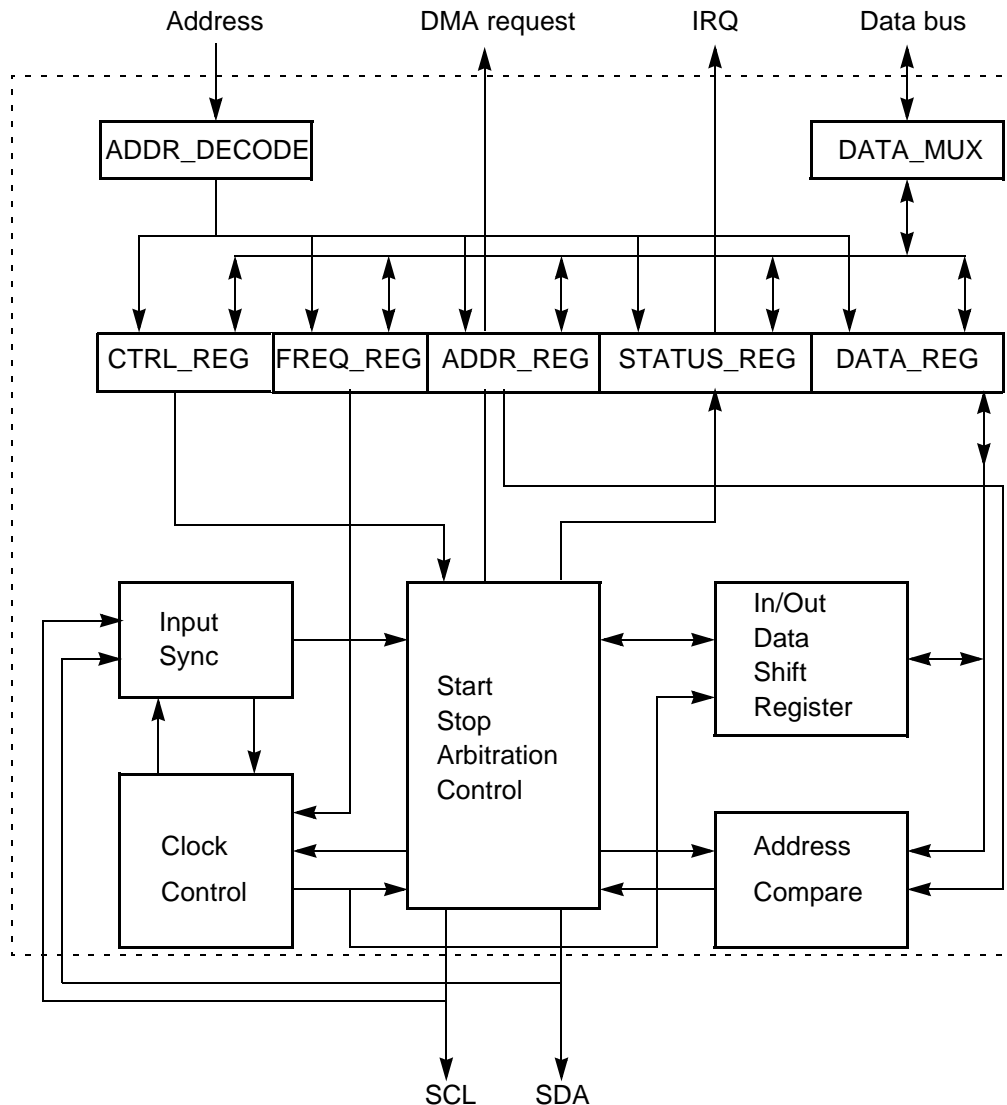 Address
DMA request
IRQ
Data bus
ADDR_DECODE
DATA_MUX
CTRL_REG
FREQ_REG
ADDR_REG
STATUS_REG
DATA_REG
Input
Sync
Start
Stop
Arbitration
Control
In/Out
Data
Shift
Register
Clock
Control
Address
Compare
SCL
SDA